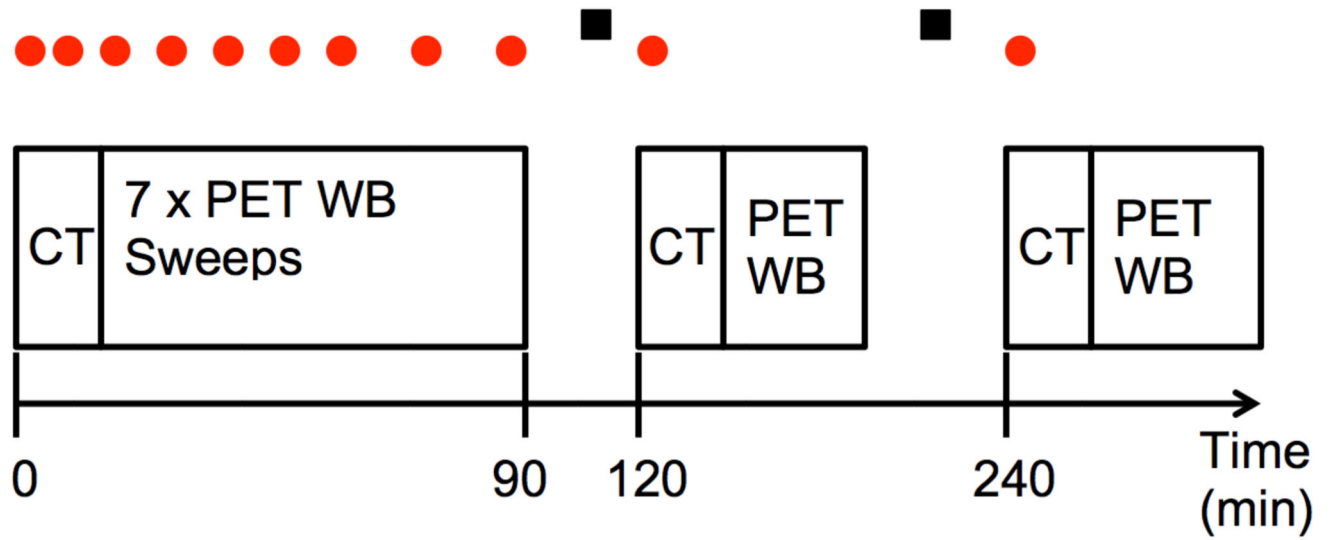 CT
7 x PET WB
Sweeps
CT
PET
WB
CT
PET
WB
0
90
120
240
Time
(min)